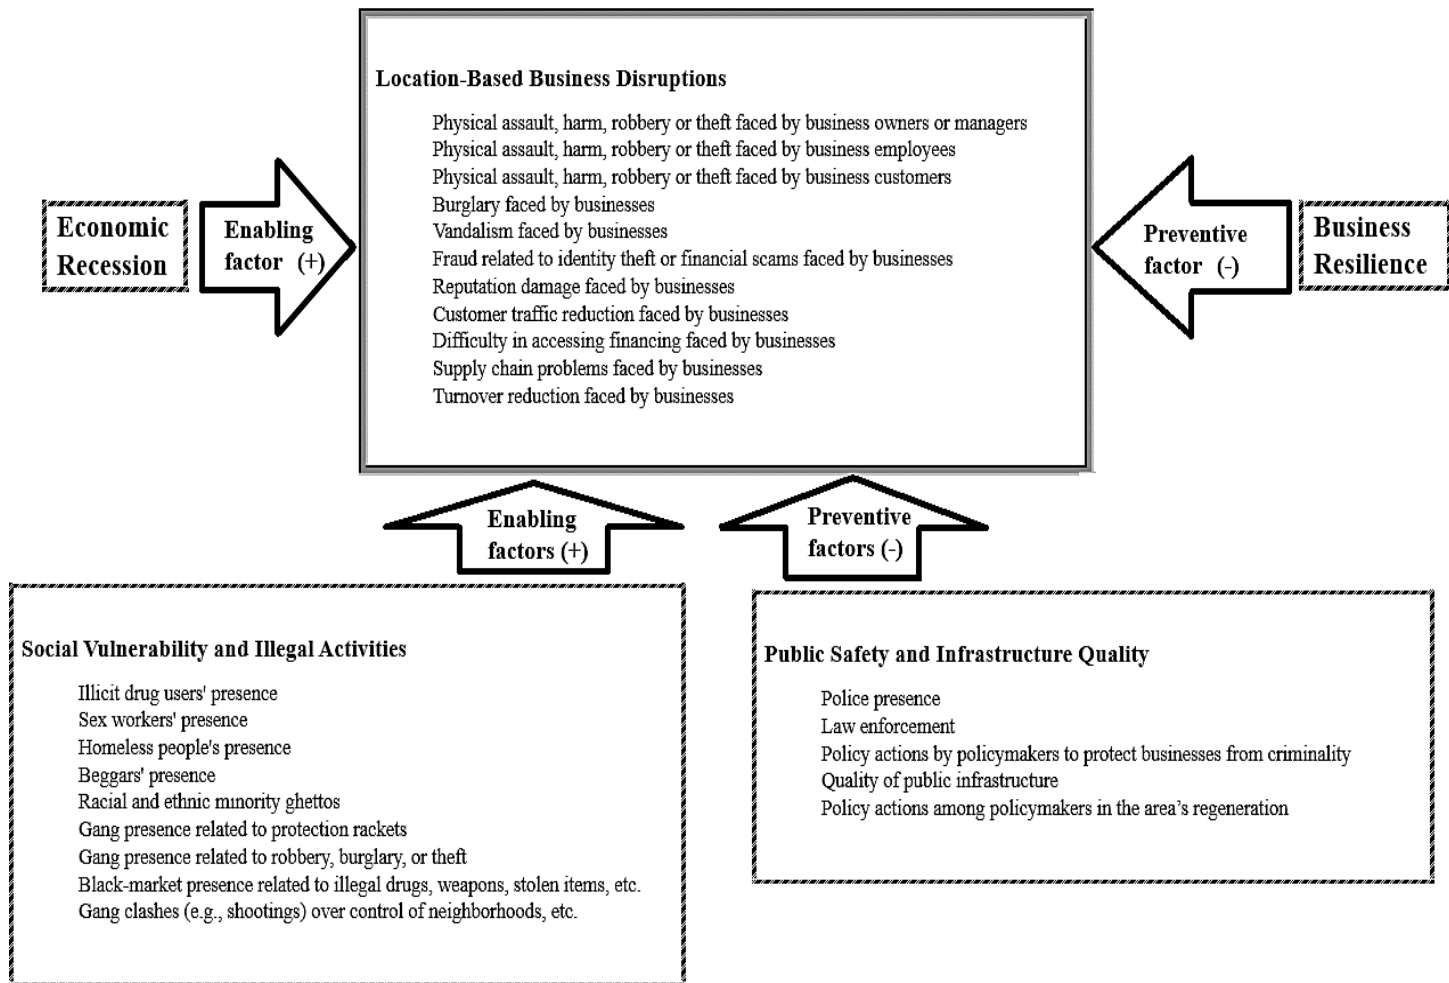 Location-Based Business Disruptions
Physical assault, harm, robbery or theft faced by business owners or managers
Physical assault, harm, robbery or theft faced by business employees
Physical assault, harm, robbery or theft faced by business customers
Burglary faced by businesses
Vandalism faced by businesses
Fraud related to identity theft or financial scams faced by businesses
Reputation damage faced by businesses
Customer traffic reduction faced by businesses
Difficulty in accessing financing faced by businesses
Supply chain problems faced by businesses
Turnover reduction faced by businesses
Economic
Recession
Enabling
factor (+)
Preventive
factor (-)
Business
Resilience
Enabling
factors (+)
Preventive
factors (-)
Social Vulnerability and Illegal Activities
Illicit drug users' presence
Sex workers' presence
Homeless people's presence
Beggars' presence
Racial and ethnic minority ghettos
Gang presence related to protection rackets
Gang presence related to robbery, burglary, or theft
Black-market presence related to illegal drugs, weapons, stolen items, etc.
Gang clashes (e.g., shootings) over control of neighborhoods, etc.
Public Safety and Infrastructure Quality
Police presence
Law enforcement
Policy actions by policymakers to protect businesses from criminality
Quality of public infrastructure
Policy actions among policymakers in the area’s regeneration